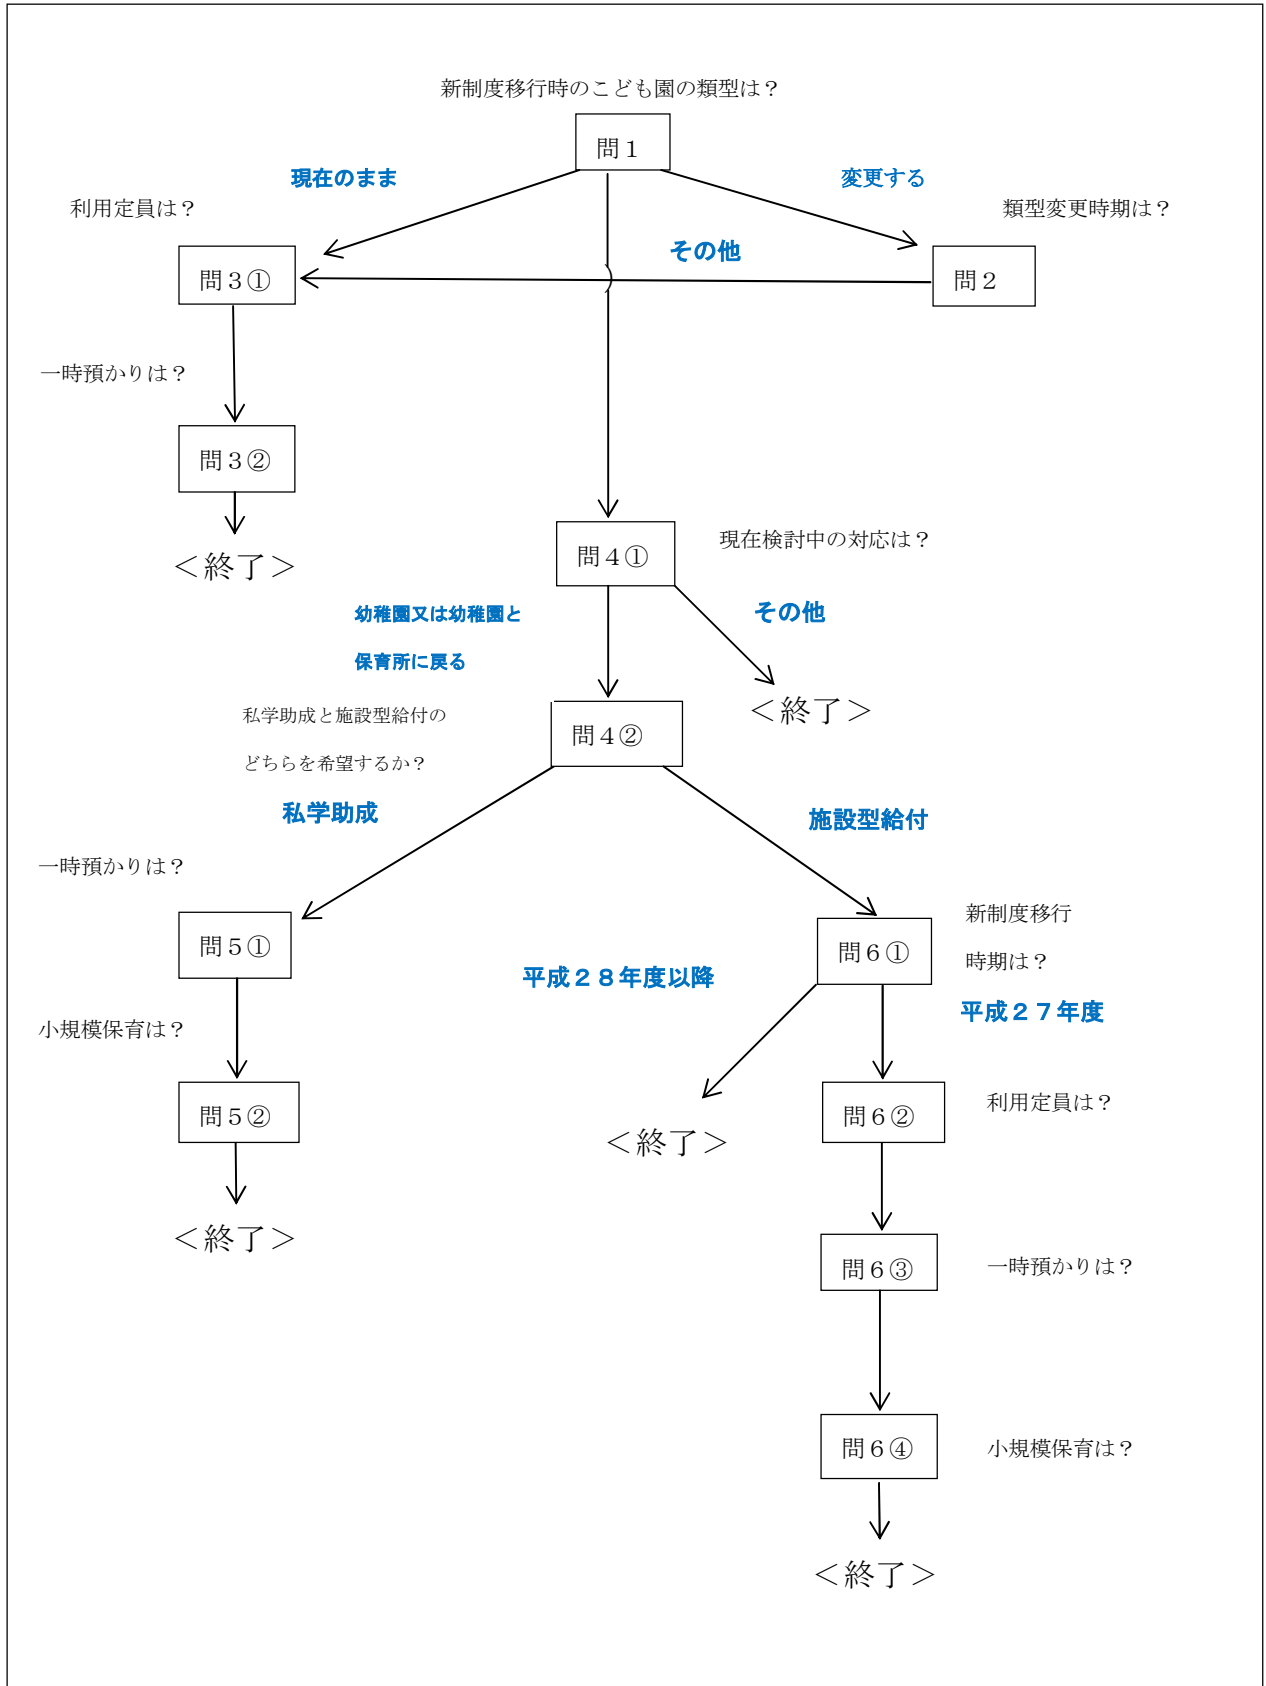 新制度移行時のこども園の類型は？
問１
現在のまま
変更する
利用定員は？
類型変更時期は？
その他
問３①
問２
一時預かりは？
問３②
＜終了＞
問４①
現在検討中の対応は？
幼稚園又は幼稚園と
保育所に戻る
その他
＜終了＞
私学助成と施設型給付の
どちらを希望するか？
問４②
私学助成
施設型給付
一時預かりは？
問５①
新制度移行
時期は？
問６①
平成２８年度以降
平成２７年度
小規模保育は？
問５②
＜終了＞
＜終了＞
問６②
利用定員は？
問６③
一時預かりは？
問６④
小規模保育は？
＜終了＞